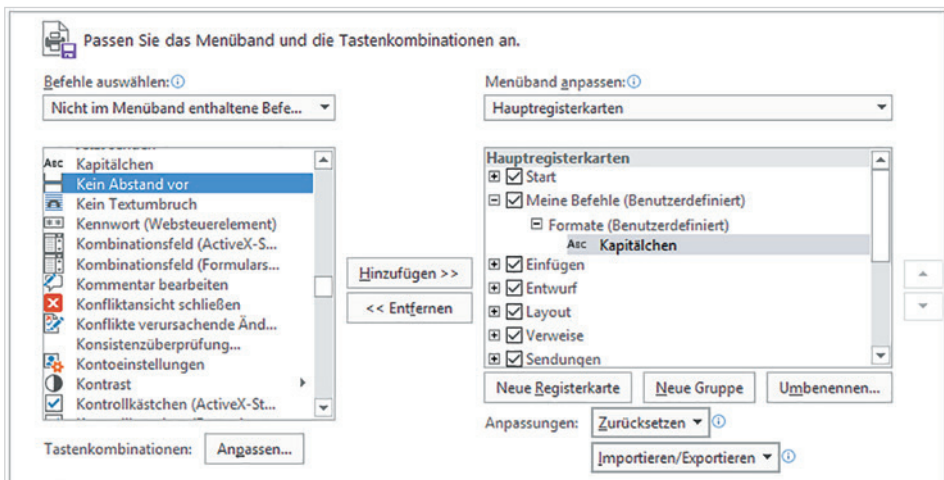 Passen Sie das Menüband und die Tastenkombinationen an.
Befehle auswählen:
Nicht im Menüband enthaltene Befe...
Kapitälchen
Kein Abstand vor
Kein Textumbruch
Kennwort (Websteuerelement)
Kombinationsfeld (ActiveX-S...
Kombinationsfeld (Formulars...
Kommentar bearbeiten
Konfliktansicht schließen
Konflikte verursachende Änd...
Konsistenzüberprüfung...
Kontoeinstellungen
Kontrast
Kontrollkästchen (ActiveX-St...
Tastenkombinationen: Anpassen...
Hinzufügen >>
<< Entfernen
Menüband anpassen:
Hauptregisterkarten
Hauptregisterkarten
Start
Meine Befehle (Benutzerdefiniert)
Formate (Benutzerdefiniert)
Kapitälchen
Einfügen
Entwurf
Layout
Verweise
Sendungen
Neue Registerkarte Neue Gruppe Umbenennen...
Anpassungen: Zurücksetzen
Importieren/Exportieren